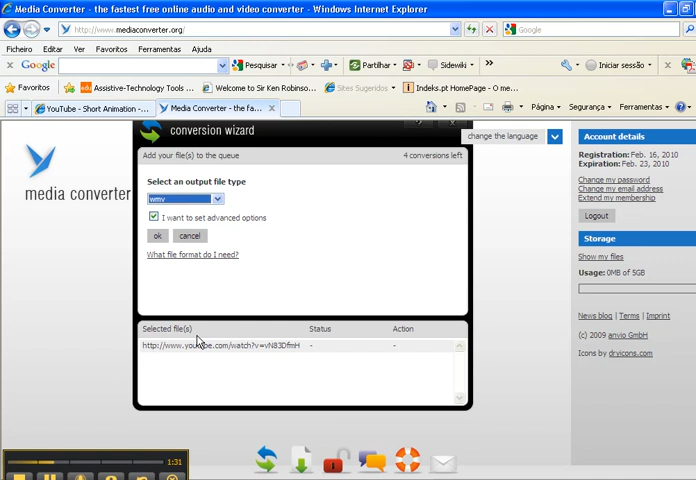 Media Converter - the fastest free online audio and video converter - Windows Internet Explorer
http://www.mediaconverter.org/
Google
Ficheiro Editar Ver Favoritos Ferramentas Ajuda
Google Pesquisar Partilhar Sidewiki Iniciar sessão
Favoritos Assistive-Technology Tools ... Welcome to Sir Ken Robinso... Sites Sugeridos Indeks.pt HomePage - O me...
YouTube - Short Animation -... Media Converter - the fa... Página Segurança Ferramentas
conversion wizard
change the language
Account details
Add your file(s) to the queue 4 conversions left
Registration: Feb. 16, 2010
Expiration: Feb. 23, 2010
Select an output file type
Change my password
Change my email address
Extend my membership
media converter
wmv
I want to set advanced options
Logout
ok cancel
Storage
What file format do I need?
Show my files
Usage: 0MB of 5GB
News blog | Terms | Imprint
Selected file(s) Status Action
(c) 2009 anvio GmbH
http://www.youtube.com/watch?v=vN83DfmH - -
Icons by dryicons.com
1:31